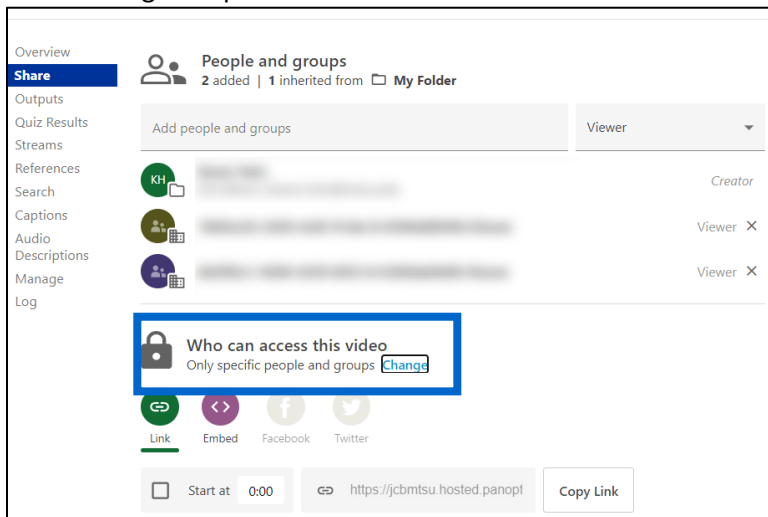 Overview
Share
Outputs
Quiz Results
Streams
References
Search
Captions
Audio
Descriptions
Manage
Log
People and groups
2 added | 1 inherited from My Folder
Add people and groups Viewer
KH Creator
Viewer
Viewer
Who can access this video
Only specific people and groups Change
Link Embed Facebook Twitter
Start at 0:00 https://jcbmtsu.hosted.panopt Copy Link